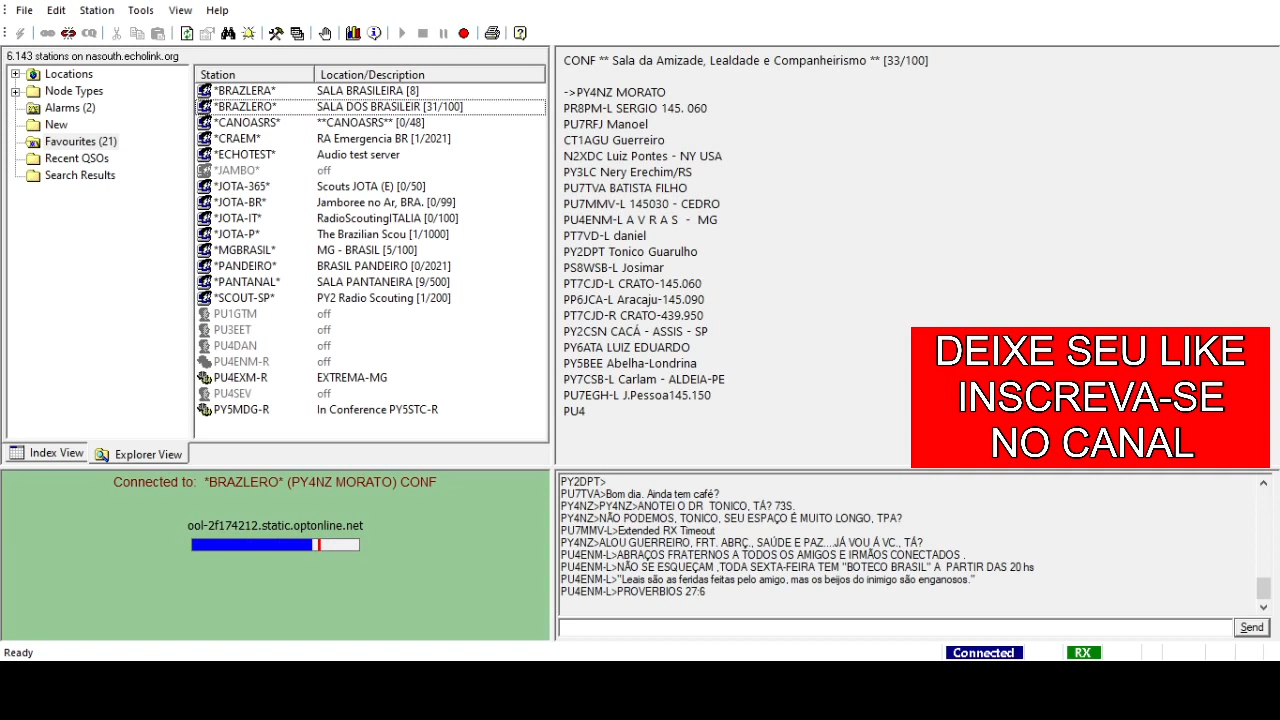 File Edit Station Tools View Help
6.143 stations on nasouth.echolink.org
Locations
Node Types
Alarms (2)
New
Favourites (21)
Recent QSOs
Search Results
Station Location/Description
*BRAZLERA* SALA BRASILEIRA [8]
*BRAZLERO* SALA DOS BRASILEIR [31/100]
*CANOASRS* **CANOASRS** [0/48]
*CRAEM* RA Emergencia BR [1/2021]
*ECHOTEST* Audio test server
*JAMBO* off
*JOTA-365* Scouts JOTA (E) [0/50]
*JOTA-BR* Jamboree no Ar, BRA. [0/99]
*JOTA-IT* RadioScoutingITALIA [0/100]
*JOTA-P* The Brazilian Scou [1/1000]
*MGBRASIL* MG - BRASIL [5/100]
*PANDEIRO* BRASIL PANDEIRO [0/2021]
*PANTANAL* SALA PANTANEIRA [9/500]
*SCOUT-SP* PY2 Radio Scouting [1/200]
PU1GTM off
PU3EET off
PU4DAN off
PU4ENM-R off
PU4EXM-R EXTREMA-MG
PU4SEV off
PY5MDG-R In Conference PY5STC-R
Index View Explorer View
CONF ** Sala da Amizade, Lealdade e Companheirismo ** [33/100]
->PY4NZ MORATO
PR8PM-L SERGIO 145. 060
PU7RFJ Manoel
CT1AGU Guerreiro
N2XDC Luiz Pontes - NY USA
PY3LC Nery Erechim/RS
PU7TVA BATISTA FILHO
PU7MMV-L 145030 - CEDRO
PU4ENM-L A V R A S - MG
PT7VD-L daniel
PY2DPT Tonico Guarulho
PS8WSB-L Josimar
PT7CJD-L CRATO-145.060
PP6JCA-L Aracaju-145.090
PT7CJD-R CRATO-439.950
PY2CSN CACÁ - ASSIS - SP
PY6ATA LUIZ EDUARDO
PY5BEE Abelha-Londrina
PY7CSB-L Carlam - ALDEIA-PE
PU7EGH-L J.Pessoa145.150
PU4
DEIXE SEU LIKE
INSCREVA-SE
NO CANAL
Connected to: *BRAZLERO* (PY4NZ MORATO) CONF
ool-2f174212.static.optonline.net
PY2DPT>
PU7TVA>Bom dia. Ainda tem café?
PY4NZ>PY4NZ>ANOTEI O DR TONICO, TÁ? 73S.
PY4NZ>NÃO PODEMOS, TONICO, SEU ESPAÇO É MUITO LONGO, TPA?
PU7MMV-L>Extended RX Timeout
PY4NZ>ALOU GUERREIRO, FRT. ABRÇ., SAÚDE E PAZ...JÁ VOU Á VC., TÁ?
PU4ENM-L>ABRAÇOS FRATERNOS A TODOS OS AMIGOS E IRMÃOS CONECTADOS .
PU4ENM-L>NÃO SE ESQUEÇAM ,TODA SEXTA-FEIRA TEM "BOTECO BRASIL" A PARTIR DAS 20 hs
PU4ENM-L>"Leais são as feridas feitas pelo amigo, mas os beijos do inimigo são enganosos."
PU4ENM-L>PROVERBIOS 27:6
Send
Ready Connected RX